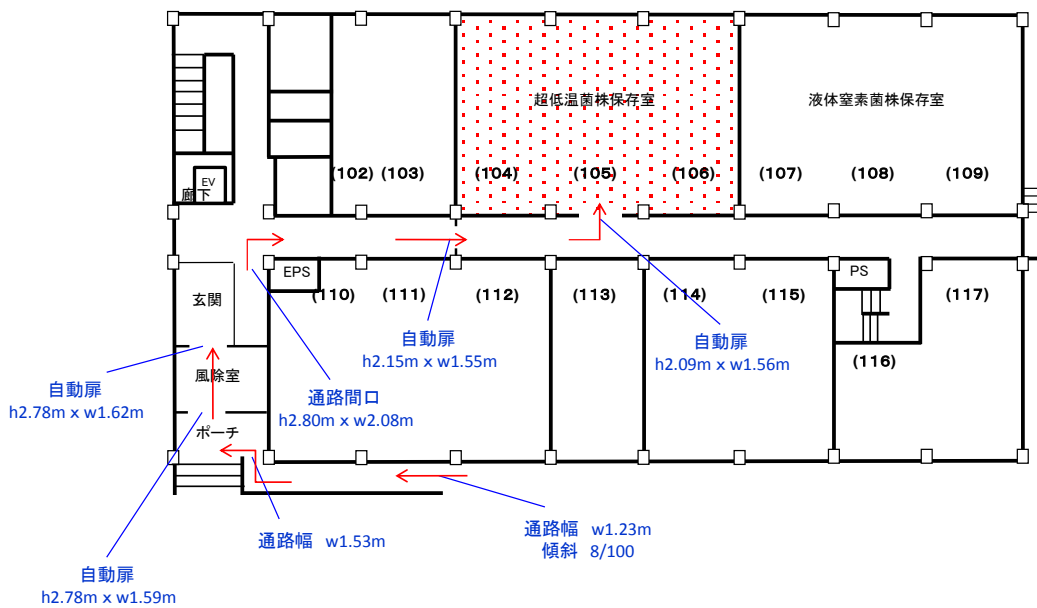 超低温菌株保存室
液体窒素菌株保存室
(102)
(103)
(104)
(105)
(106)
(107)
(108)
(109)
EV
廊下
EPS
PS
玄関
(110)
(111)
(112)
(113)
(114)
(115)
(117)
自動扉
h2.15m x w1.55m
自動扉
h2.09m x w1.56m
(116)
風除室
自動扉
h2.78m x w1.62m
通路間口
h2.80m x w2.08m
ポーチ
通路幅 w1.53m
通路幅 w1.23m
傾斜 8/100
自動扉
h2.78m x w1.59m